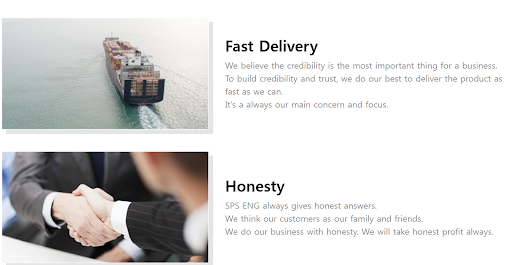 Fast Delivery
We believe the credibility is the most important thing for a business.
To build credibility and trust, we do our best to deliver the product as
fast as we can.
It's a always our main concern and focus.
Honesty
SPS ENG always gives honest answers.
We think our customers as our family and friends.
We do our business with honesty. We will take honest profit always.